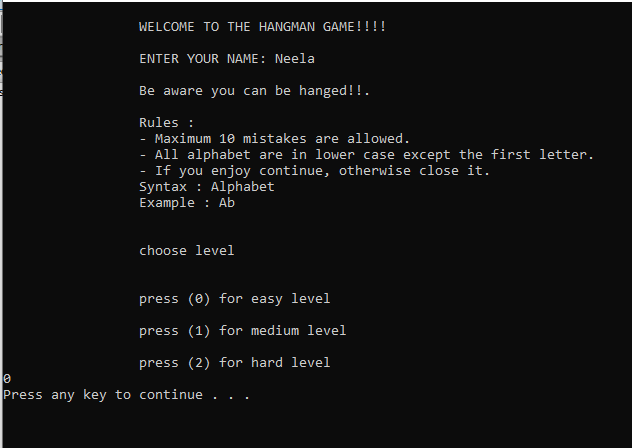 WELCOME TO THE HANGMAN GAME!!!!
ENTER YOUR NAME: Neela
Be aware you can be hanged!!.
Rules :
- Maximum 10 mistakes are allowed.
- All alphabet are in lower case except the first letter.
- If you enjoy continue, otherwise close it.
Syntax : Alphabet
Example : Ab
choose level
press (0) for easy level
press (1) for medium level
press (2) for hard level
0
Press any key to continue . . .